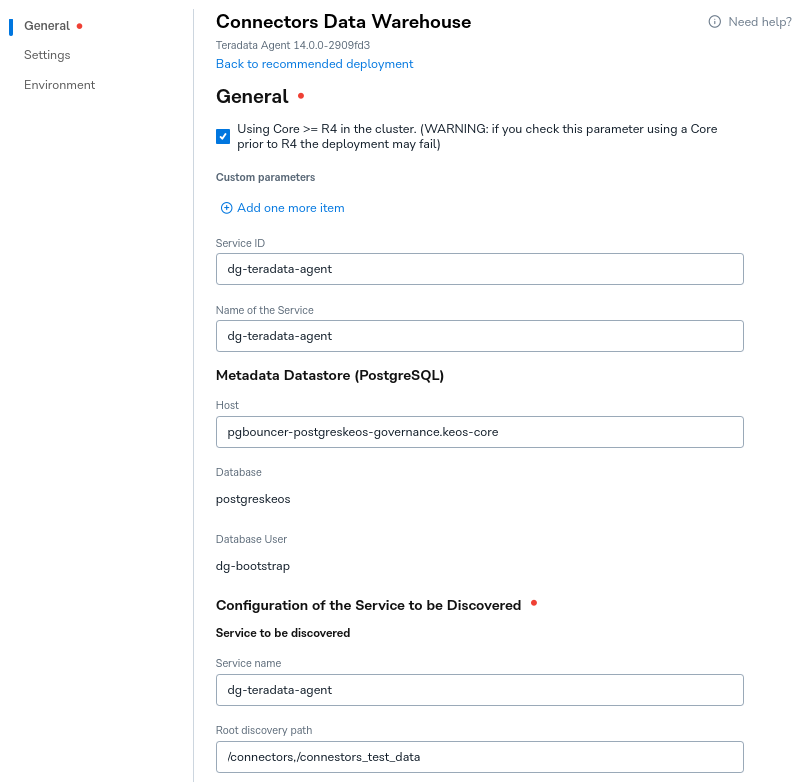 General
Settings
Environment
Connectors Data Warehouse
Need help?
Teradata Agent 14.0.0-2909fd3
Back to recommended deployment
General
Using Core >= R4 in the cluster. (WARNING: if you check this parameter using a Core
prior to R4 the deployment may fail)
Custom parameters
Add one more item
Service ID
dg-teradata-agent
Name of the Service
dg-teradata-agent
Metadata Datastore (PostgreSQL)
Host
pgbouncer-postgreskeos-governance.keos-core
Database
postgreskeos
Database User
dg-bootstrap
Configuration of the Service to be Discovered
Service to be discovered
Service name
dg-teradata-agent
Root discovery path
/connectors,/connestors_test_data